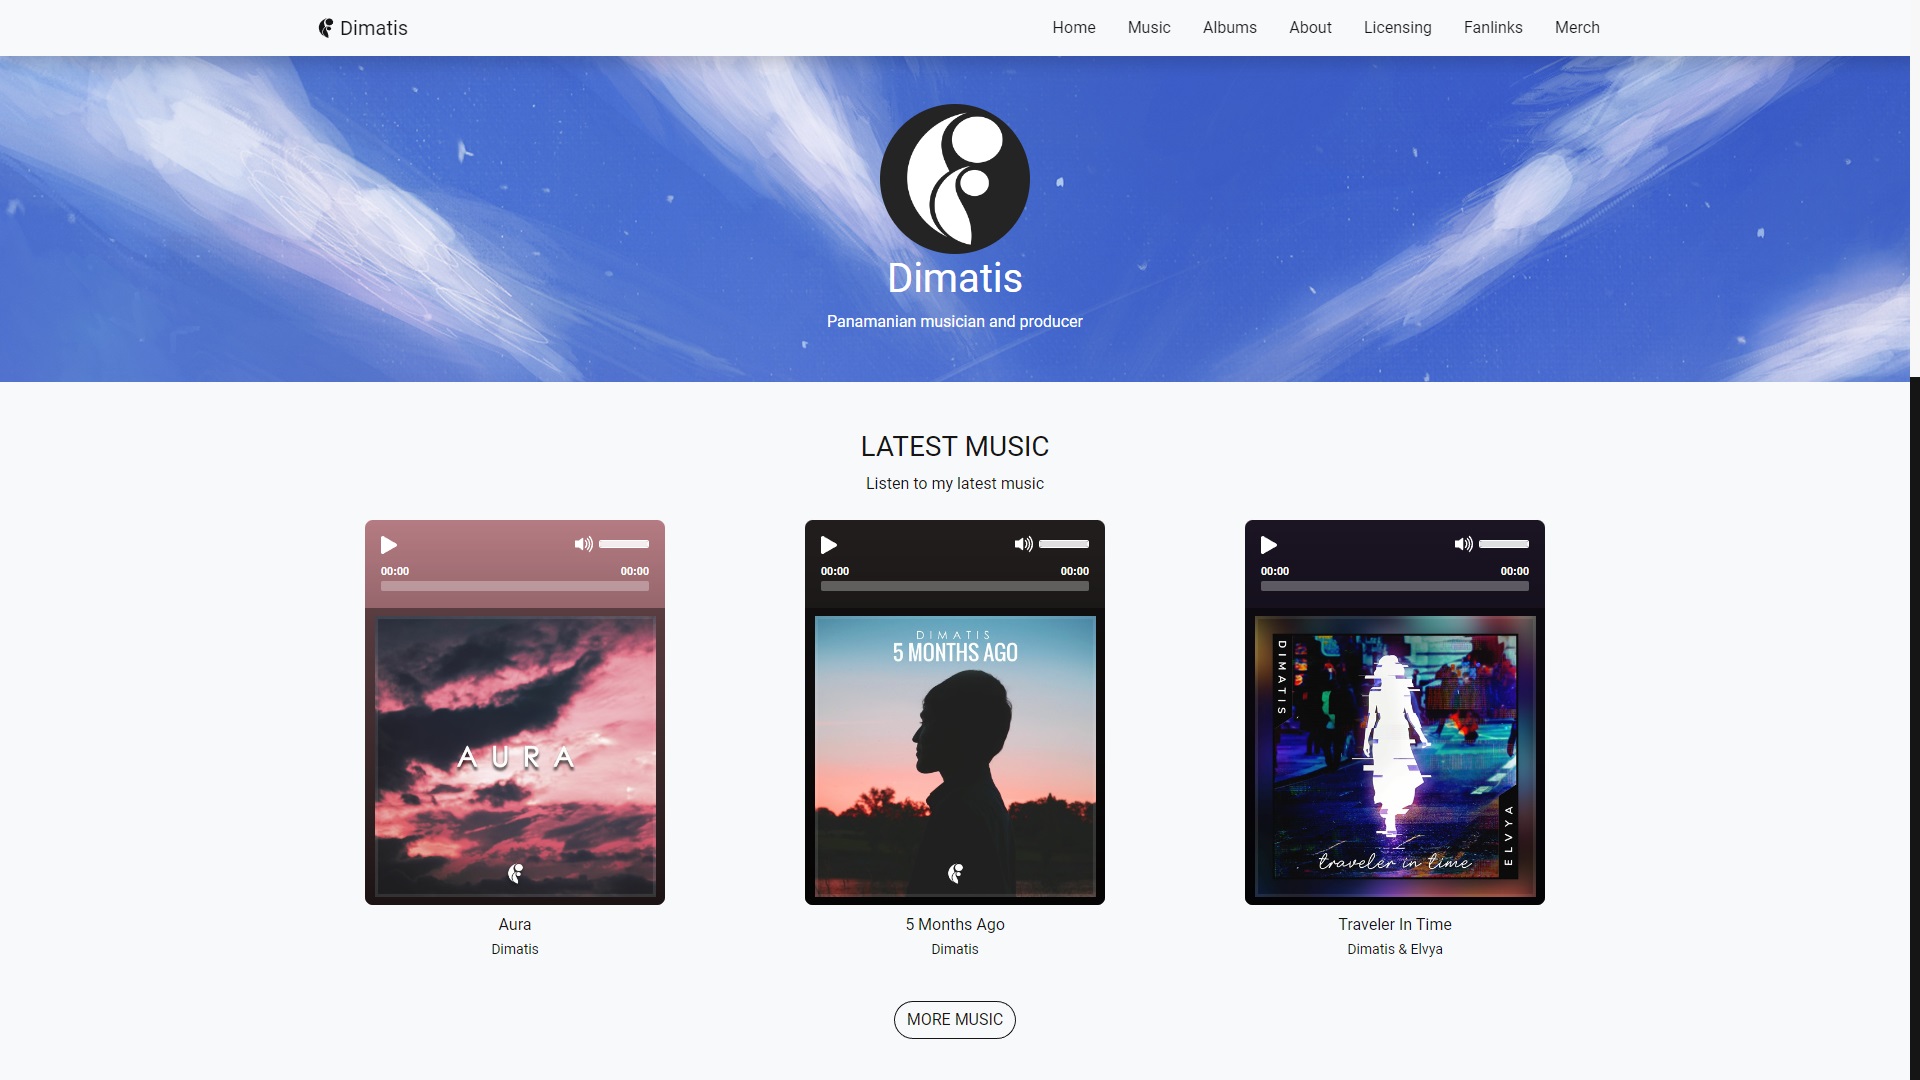 Dimatis
Home Music Albums About Licensing Fanlinks Merch
Dimatis
Panamanian musician and producer
LATEST MUSIC
Listen to my latest music
00:00 00:00
AURA
Aura
Dimatis
00:00 00:00
DIMATIS
5 MONTHS AGO
5 Months Ago
Dimatis
00:00 00:00
DIMATIS
traveler in time
ELVYA
Traveler In Time
Dimatis & Elvya
MORE MUSIC